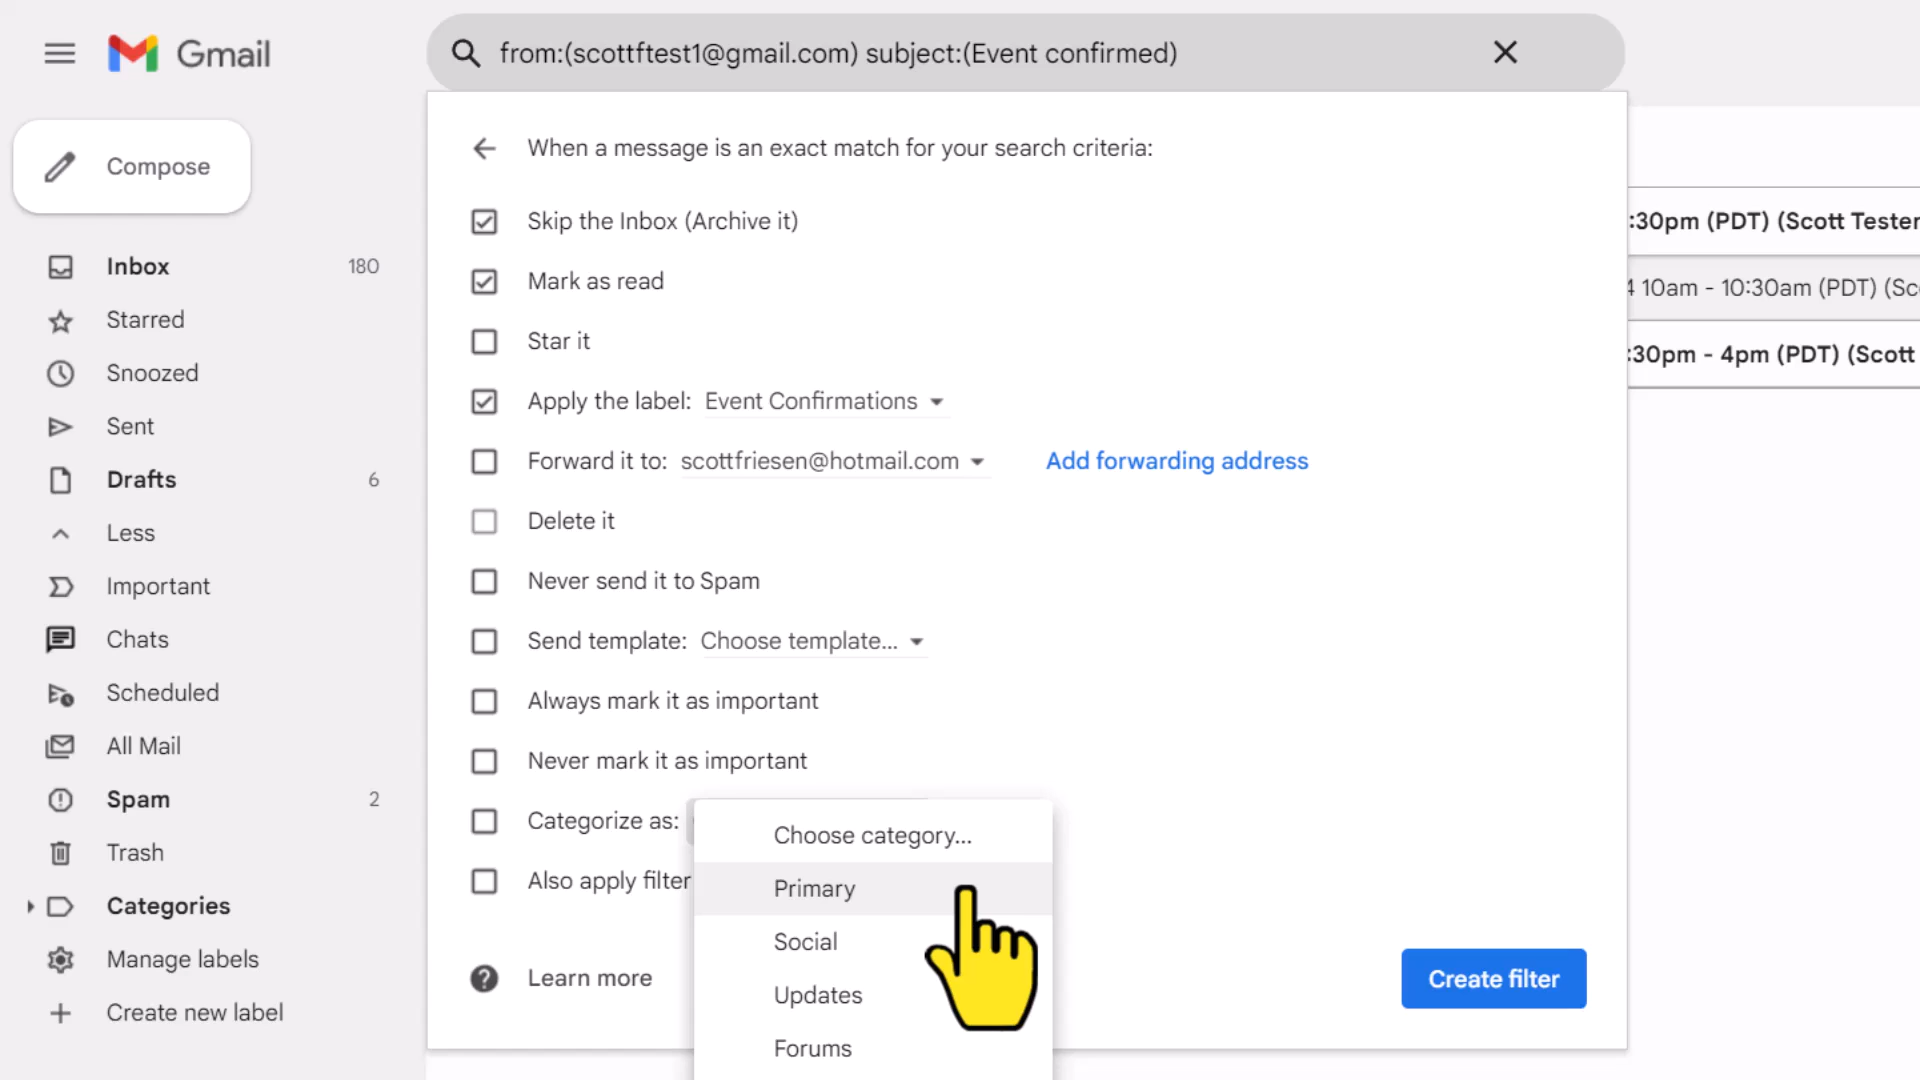 Gmail
from:(scottftest1@gmail.com) subject:(Event confirmed)
Compose
Inbox 180
Starred
Snoozed
Sent
Drafts 6
Less
Important
Chats
Scheduled
All Mail
Spam 2
Trash
Categories
Manage labels
Create new label
When a message is an exact match for your search criteria:
Skip the Inbox (Archive it)
Mark as read
Star it
Apply the label: Event Confirmations
Forward it to: scottfriesen@hotmail.com Add forwarding address
Delete it
Never send it to Spam
Send template: Choose template...
Always mark it as important
Never mark it as important
Categorize as:
Also apply filter
Choose category...
Primary
Social
Updates
Forums
Learn more
Create filter
:30pm (PDT) (Scott Tester
4 10am - 10:30am (PDT) (Sc
:30pm - 4pm (PDT) (Scott